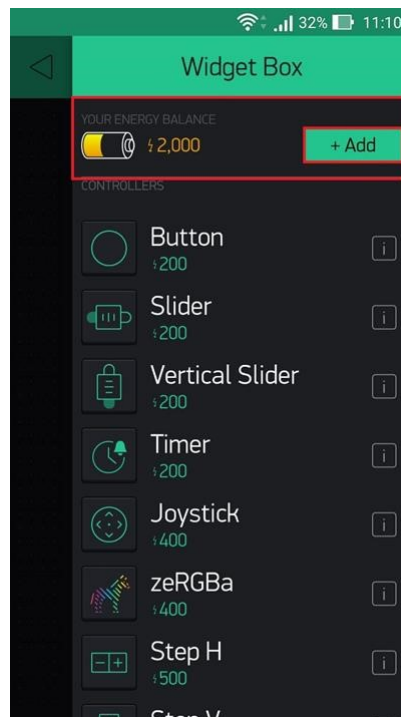 32% 11:10
Widget Box
YOUR ENERGY BALANCE
2,000
+ Add
CONTROLLERS
Button
200
Slider
200
Vertical Slider
200
Timer
200
Joystick
400
zeRGBa
400
Step H
500
Step V